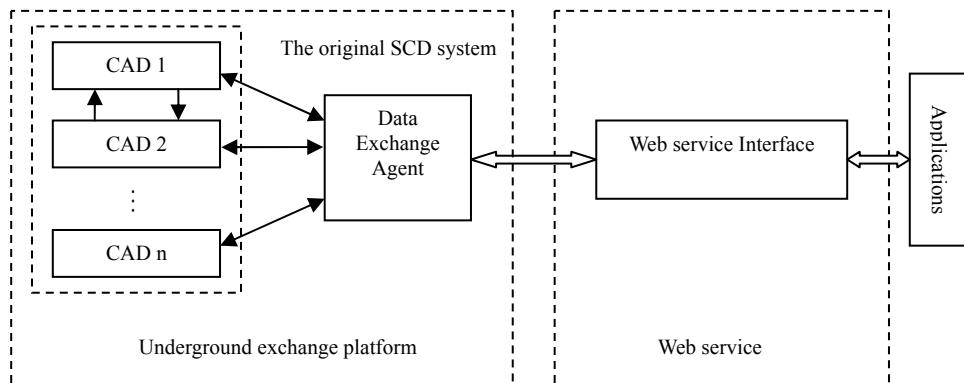 The original SCD system
CAD 1
CAD 2
⋮
CAD n
Data
Exchange
Agent
Web service Interface
Applications
Underground exchange platform
Web service